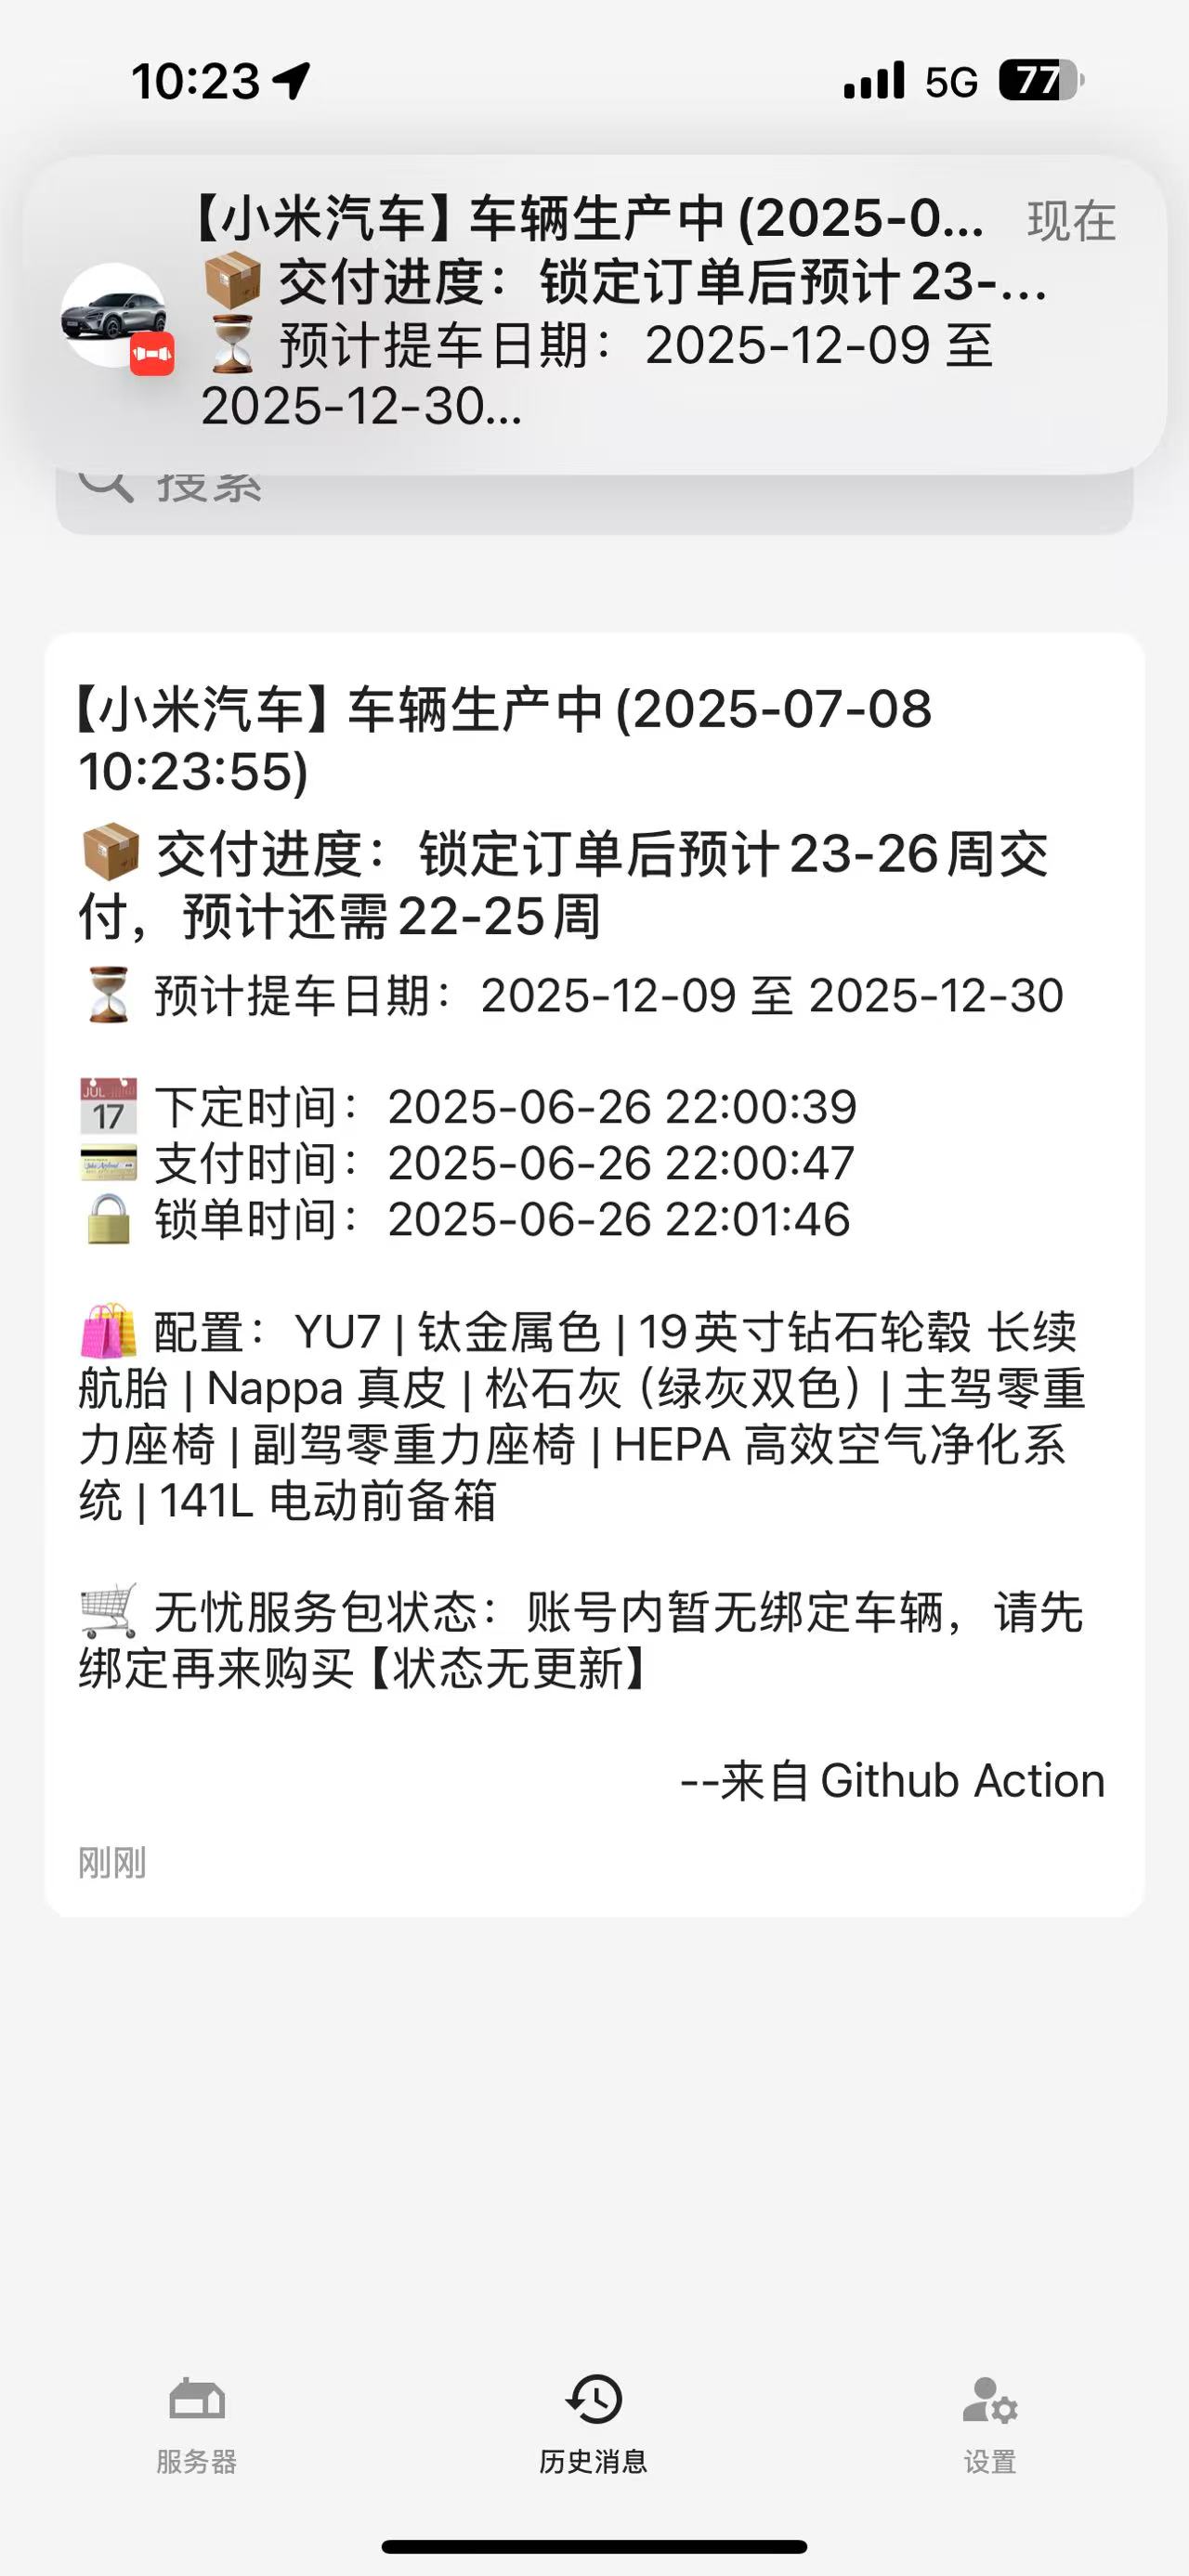 10:23
5G
77
【小米汽车】车辆生产中(2025-0... 现在
📦 交付进度：锁定订单后预计23-...
⏳ 预计提车日期：2025-12-09 至
2025-12-30...
搜索
【小米汽车】车辆生产中(2025-07-08
10:23:55)
📦 交付进度：锁定订单后预计23-26周交
付，预计还需22-25周
⏳ 预计提车日期：2025-12-09 至 2025-12-30
📅 下定时间：2025-06-26 22:00:39
💳 支付时间：2025-06-26 22:00:47
🔒 锁单时间：2025-06-26 22:01:46
🛍️ 配置：YU7 | 钛金属色 | 19英寸钻石轮毂 长续
航胎 | Nappa 真皮 | 松石灰（绿灰双色）| 主驾零重
力座椅 | 副驾零重力座椅 | HEPA 高效空气净化系
统 | 141L 电动前备箱
🛒 无忧服务包状态：账号内暂无绑定车辆，请先
绑定再来购买【状态无更新】
--来自 Github Action
刚刚
服务器
历史消息
设置